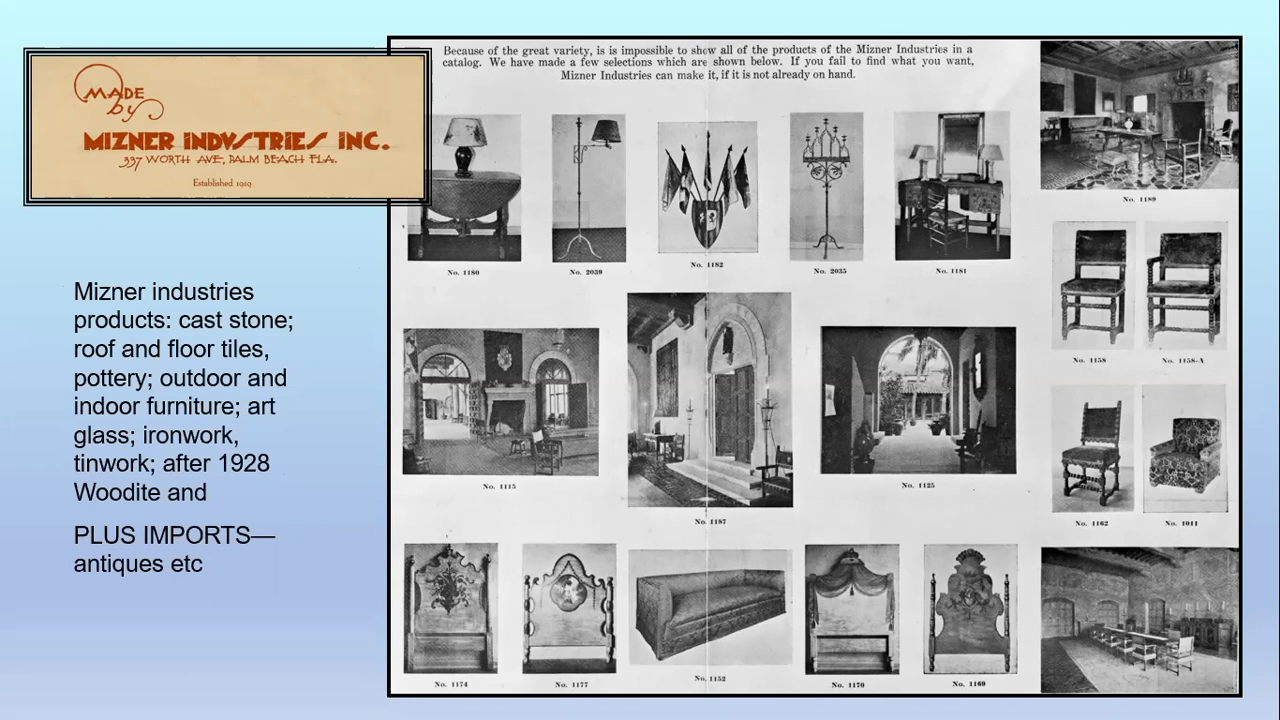 MADE
by
MIZNER INDVSTRIES INC.
337 WORTH AVE, PALM BEACH FLA.
Established 1919
Mizner industries
products: cast stone;
roof and floor tiles,
pottery; outdoor and
indoor furniture; art
glass; ironwork,
tinwork; after 1928
Woodite and
PLUS IMPORTS—
antiques etc
Because of the great variety, is is impossible to show all of the products of the Mizner Industries in a
catalog. We have made a few selections which are shown below. If you fail to find what you want,
Mizner Industries can make it, if it is not already on hand.
No. 1180
No. 2039
No. 1182
No. 2035
No. 1181
No. 1189
No. 1158
No. 1158-A
No. 1115
No. 1187
No. 1125
No. 1162
No. 1011
No. 1174
No. 1177
No. 1152
No. 1170
No. 1169